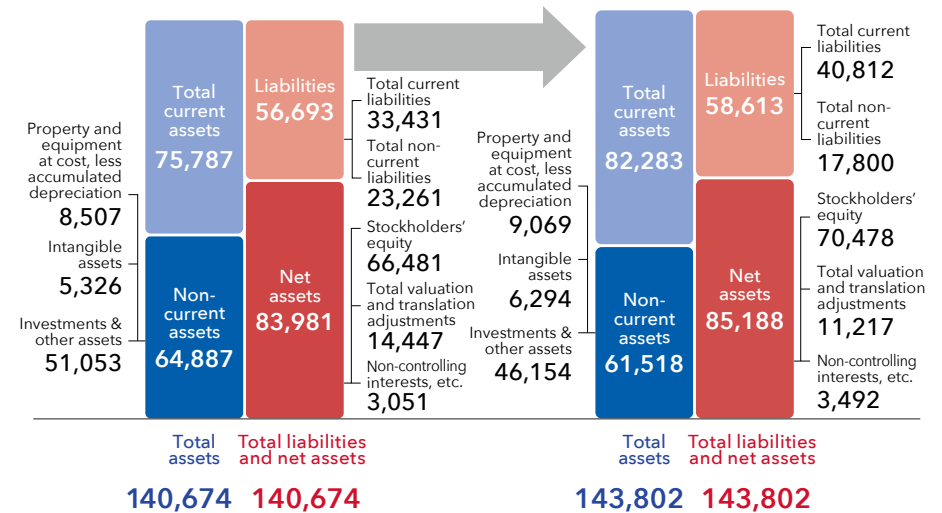 Property and
equipment
at cost, less
accumulated
depreciation
8,507
Intangible
assets
5,326
Investments &
other assets
51,053
Total
current
assets
75,787
Non-
current
assets
64,887
Liabilities
56,693
Net
assets
83,981
Total current
liabilities
33,431
Total non-
current
liabilities
23,261
Stockholders’
equity
66,481
Total valuation
and translation
adjustments
14,447
Non-controlling
interests, etc.
3,051
Total
assets
140,674
Total liabilities
and net assets
140,674
Property and
equipment
at cost, less
accumulated
depreciation
9,069
Intangible
assets
6,294
Investments &
other assets
46,154
Total
current
assets
82,283
Non-
current
assets
61,518
Liabilities
58,613
Net
assets
85,188
Total current
liabilities
40,812
Total non-
current
liabilities
17,800
Stockholders’
equity
70,478
Total valuation
and translation
adjustments
11,217
Non-controlling
interests, etc.
3,492
Total
assets
143,802
Total liabilities
and net assets
143,802